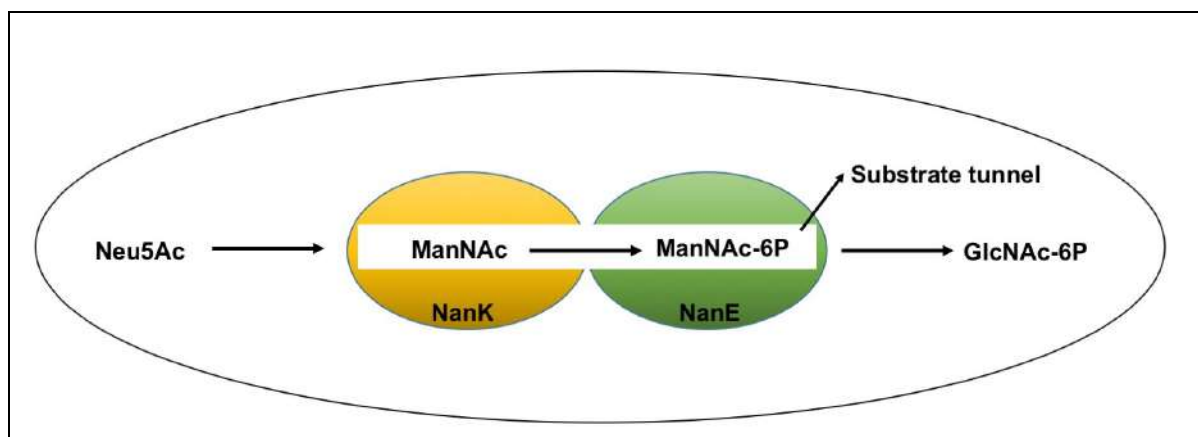 Substrate tunnel
Neu5Ac
ManNAc
ManNAc-6P
GlcNAc-6P
NanK
NanE